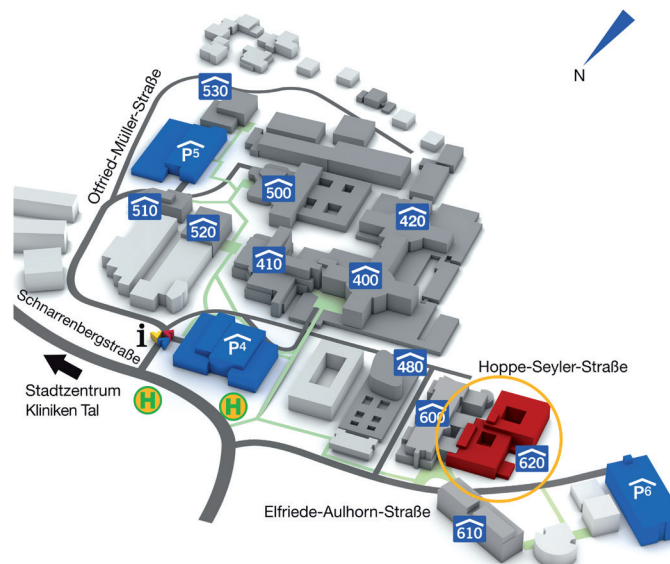 N
530
Otfried-Müller-Straße
P5
500
510
520
420
410
400
Schnarrenbergstraße
i
P4
480
Hoppe-Seyler-Straße
Stadtzentrum
Kliniken Tal
H
H
600
620
P6
Elfriede-Aulhorn-Straße
610